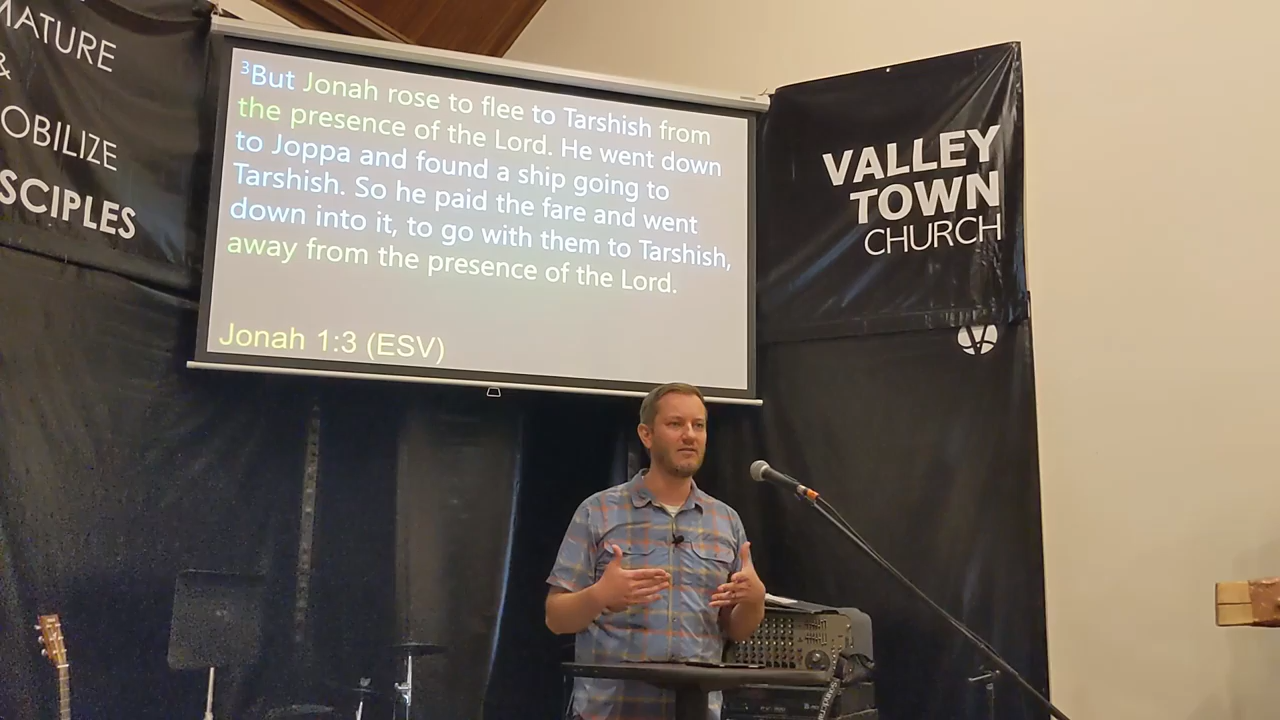 MATURE
&
OBILIZE
SCIPLES
³But Jonah rose to flee to Tarshish from
the presence of the Lord. He went down
to Joppa and found a ship going to
Tarshish. So he paid the fare and went
down into it, to go with them to Tarshish,
away from the presence of the Lord.
Jonah 1:3 (ESV)
VALLEY
TOWN
CHURCH